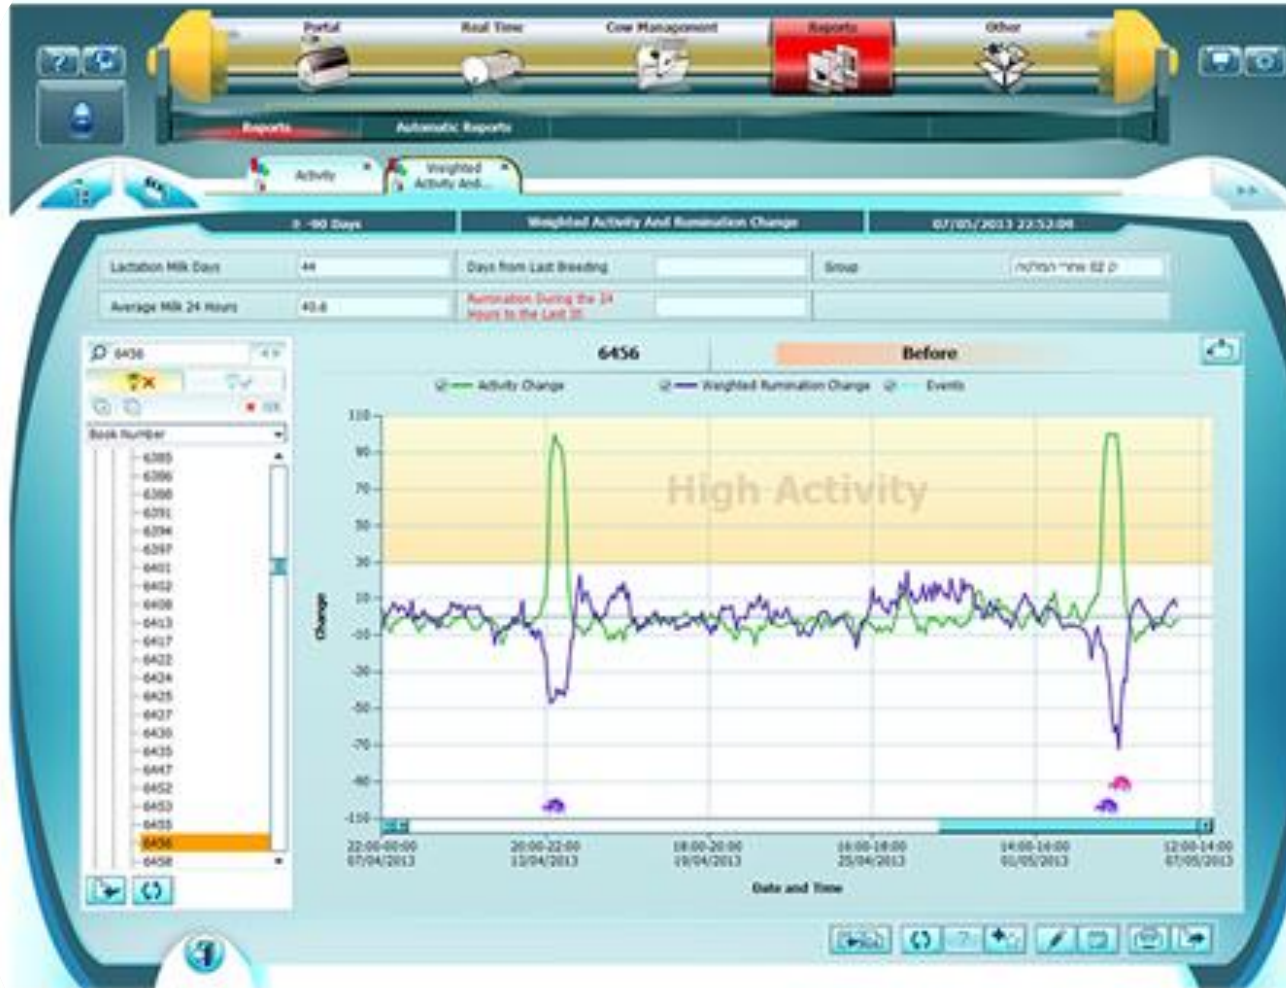 Portal
Real Time
Cow Management
Reports
Other
Reports
Automatic Reports
Activity
Weighted
Activity And...
0 -90 Days
Weighted Activity And Rumination Change
07/05/2013 22:52:09
Lactation Milk Days
44
Days from Last Breeding
Group
Average Milk 24 Hours
40.6
Rumination During the 24
Hours to the Last
6456
6456
Before
Activity Change
Weighted Rumination Change
Events
Book Number
6385
6386
6388
6391
6394
6397
6401
6402
6408
6413
6417
6422
6424
6425
6427
6430
6435
6447
6452
6453
6455
6456
6458
High Activity
Change
110
90
70
50
30
10
-10
-30
-50
-70
-90
-110
22:00-00:00
07/04/2013
20:00-22:00
13/04/2013
18:00-20:00
19/04/2013
16:00-18:00
25/04/2013
14:00-16:00
01/05/2013
12:00-14:00
07/05/2013
Date and Time